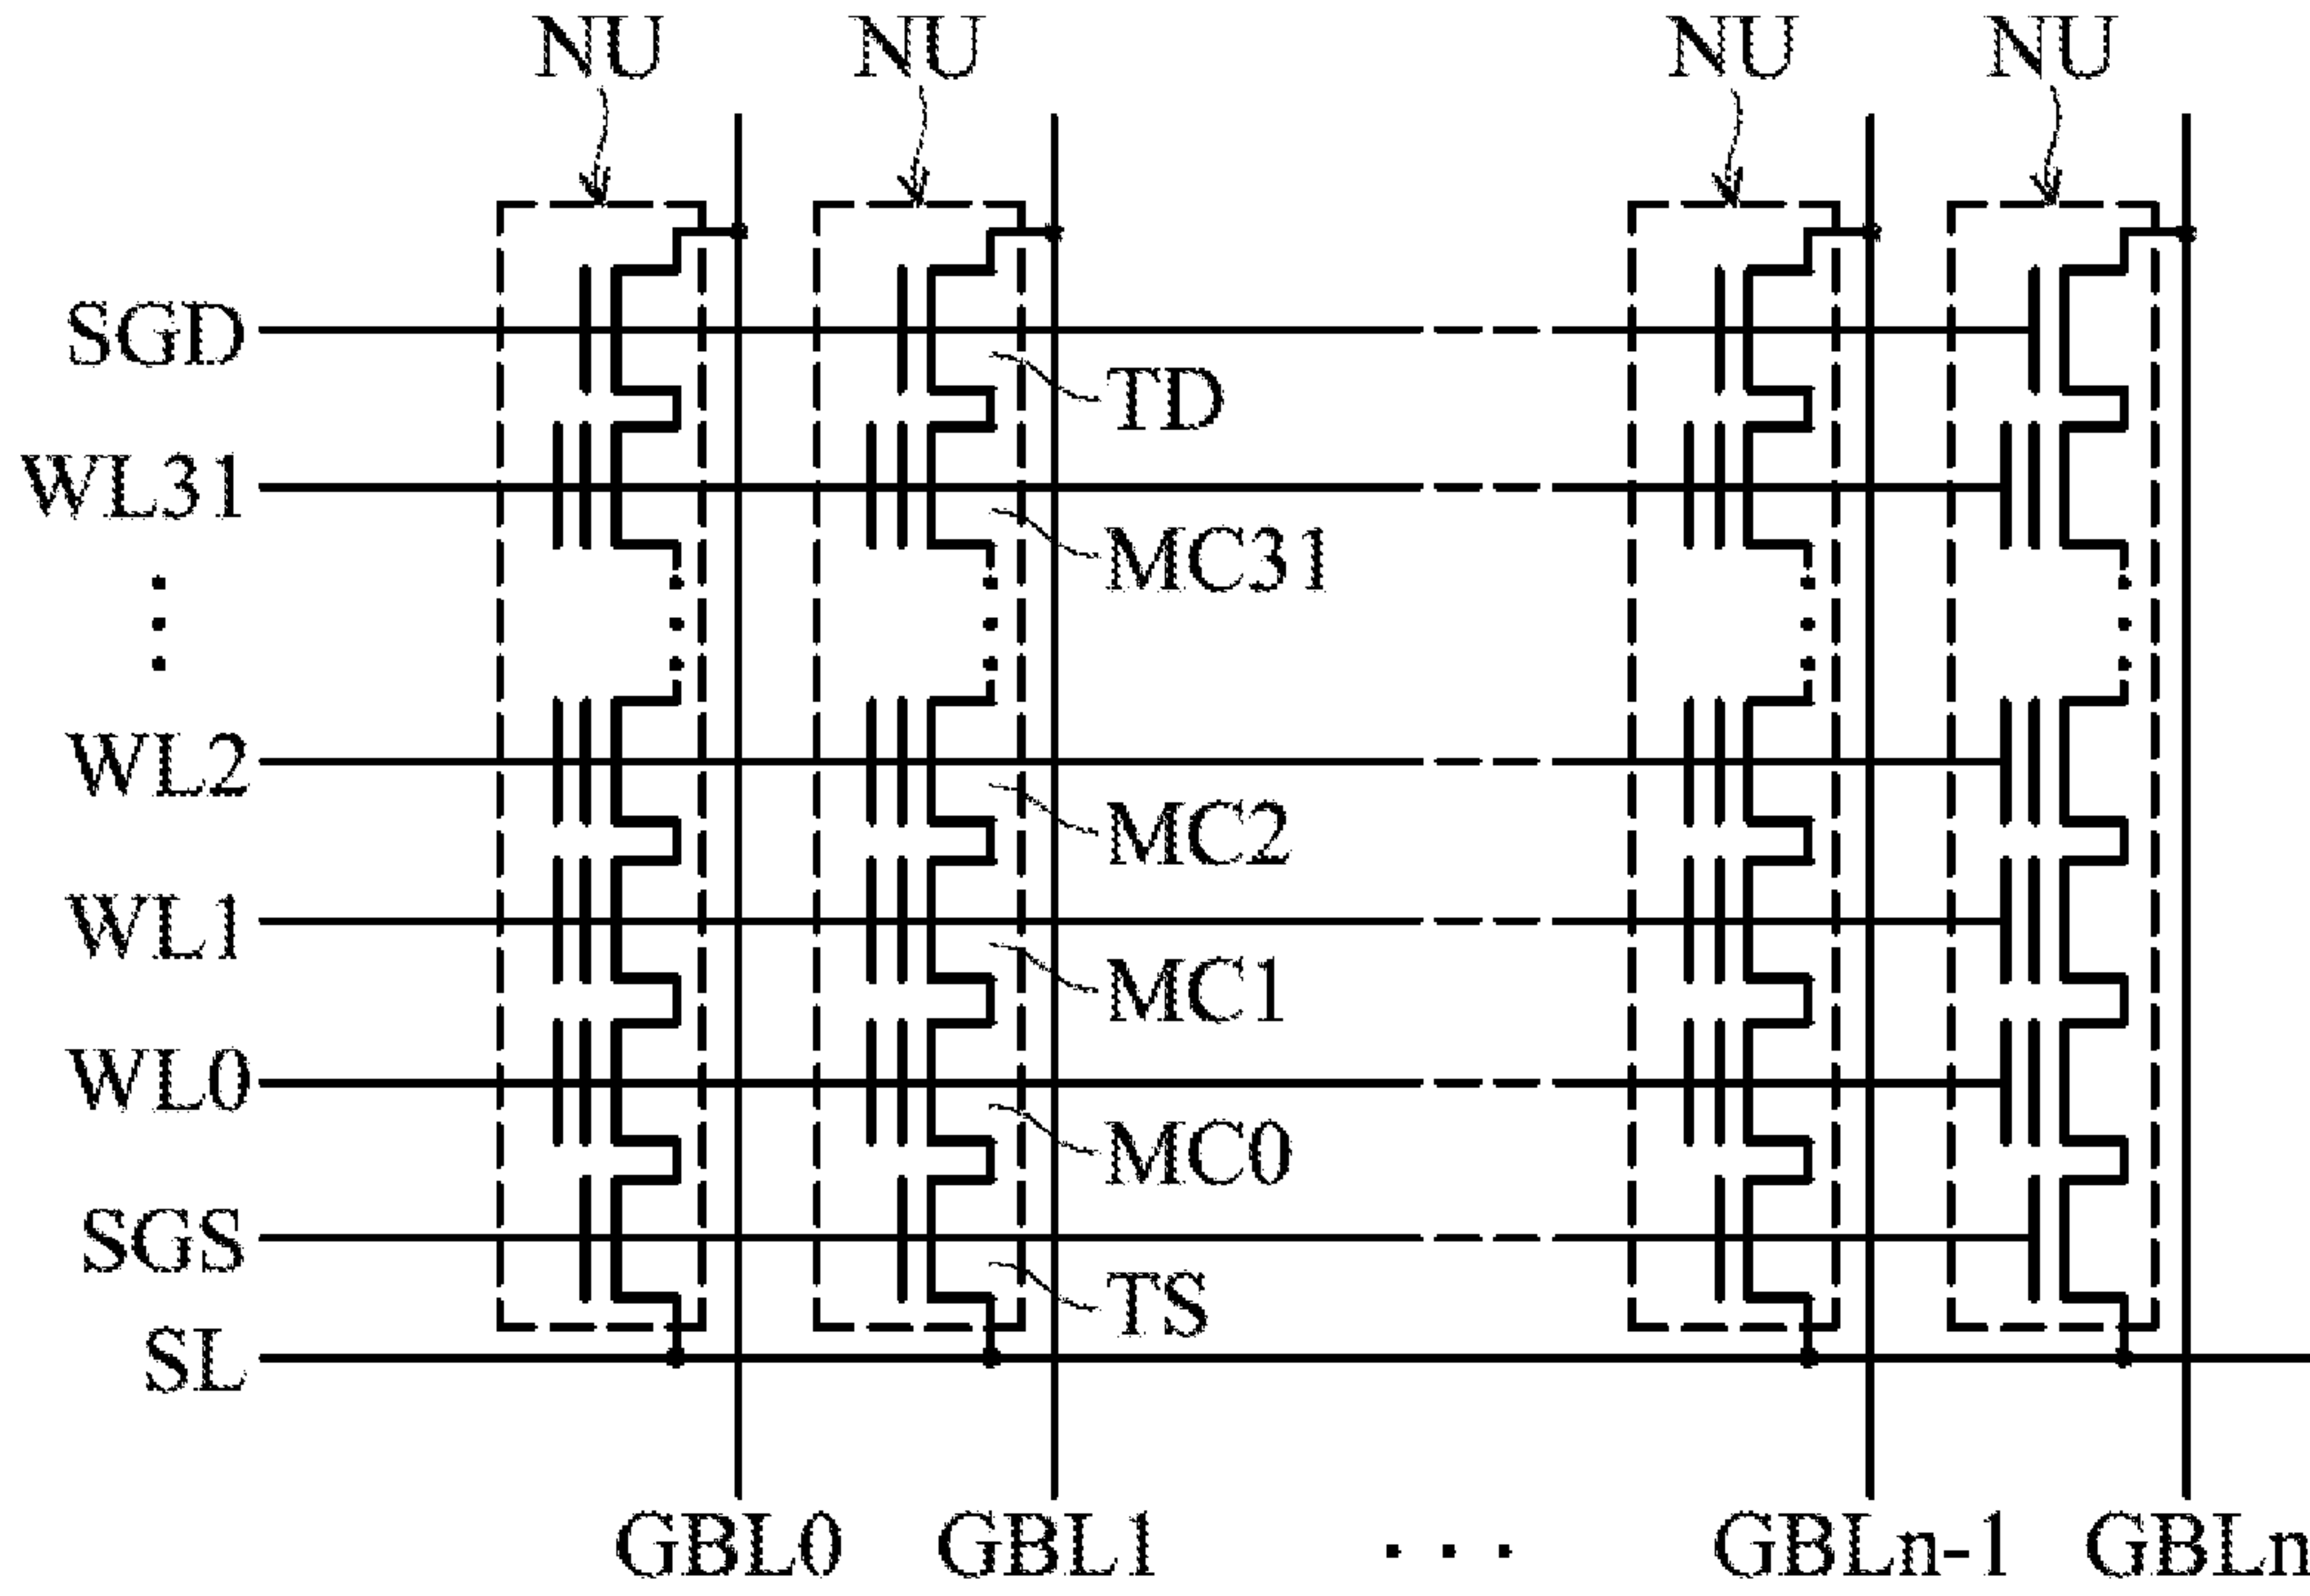 NU NU NU NU
SGD
TD
WL31
MC31
WL2
MC2
WL1
MC1
WL0
MC0
SGS
TS
SL
GBL0 GBL1 ... GBLn-1 GBLn